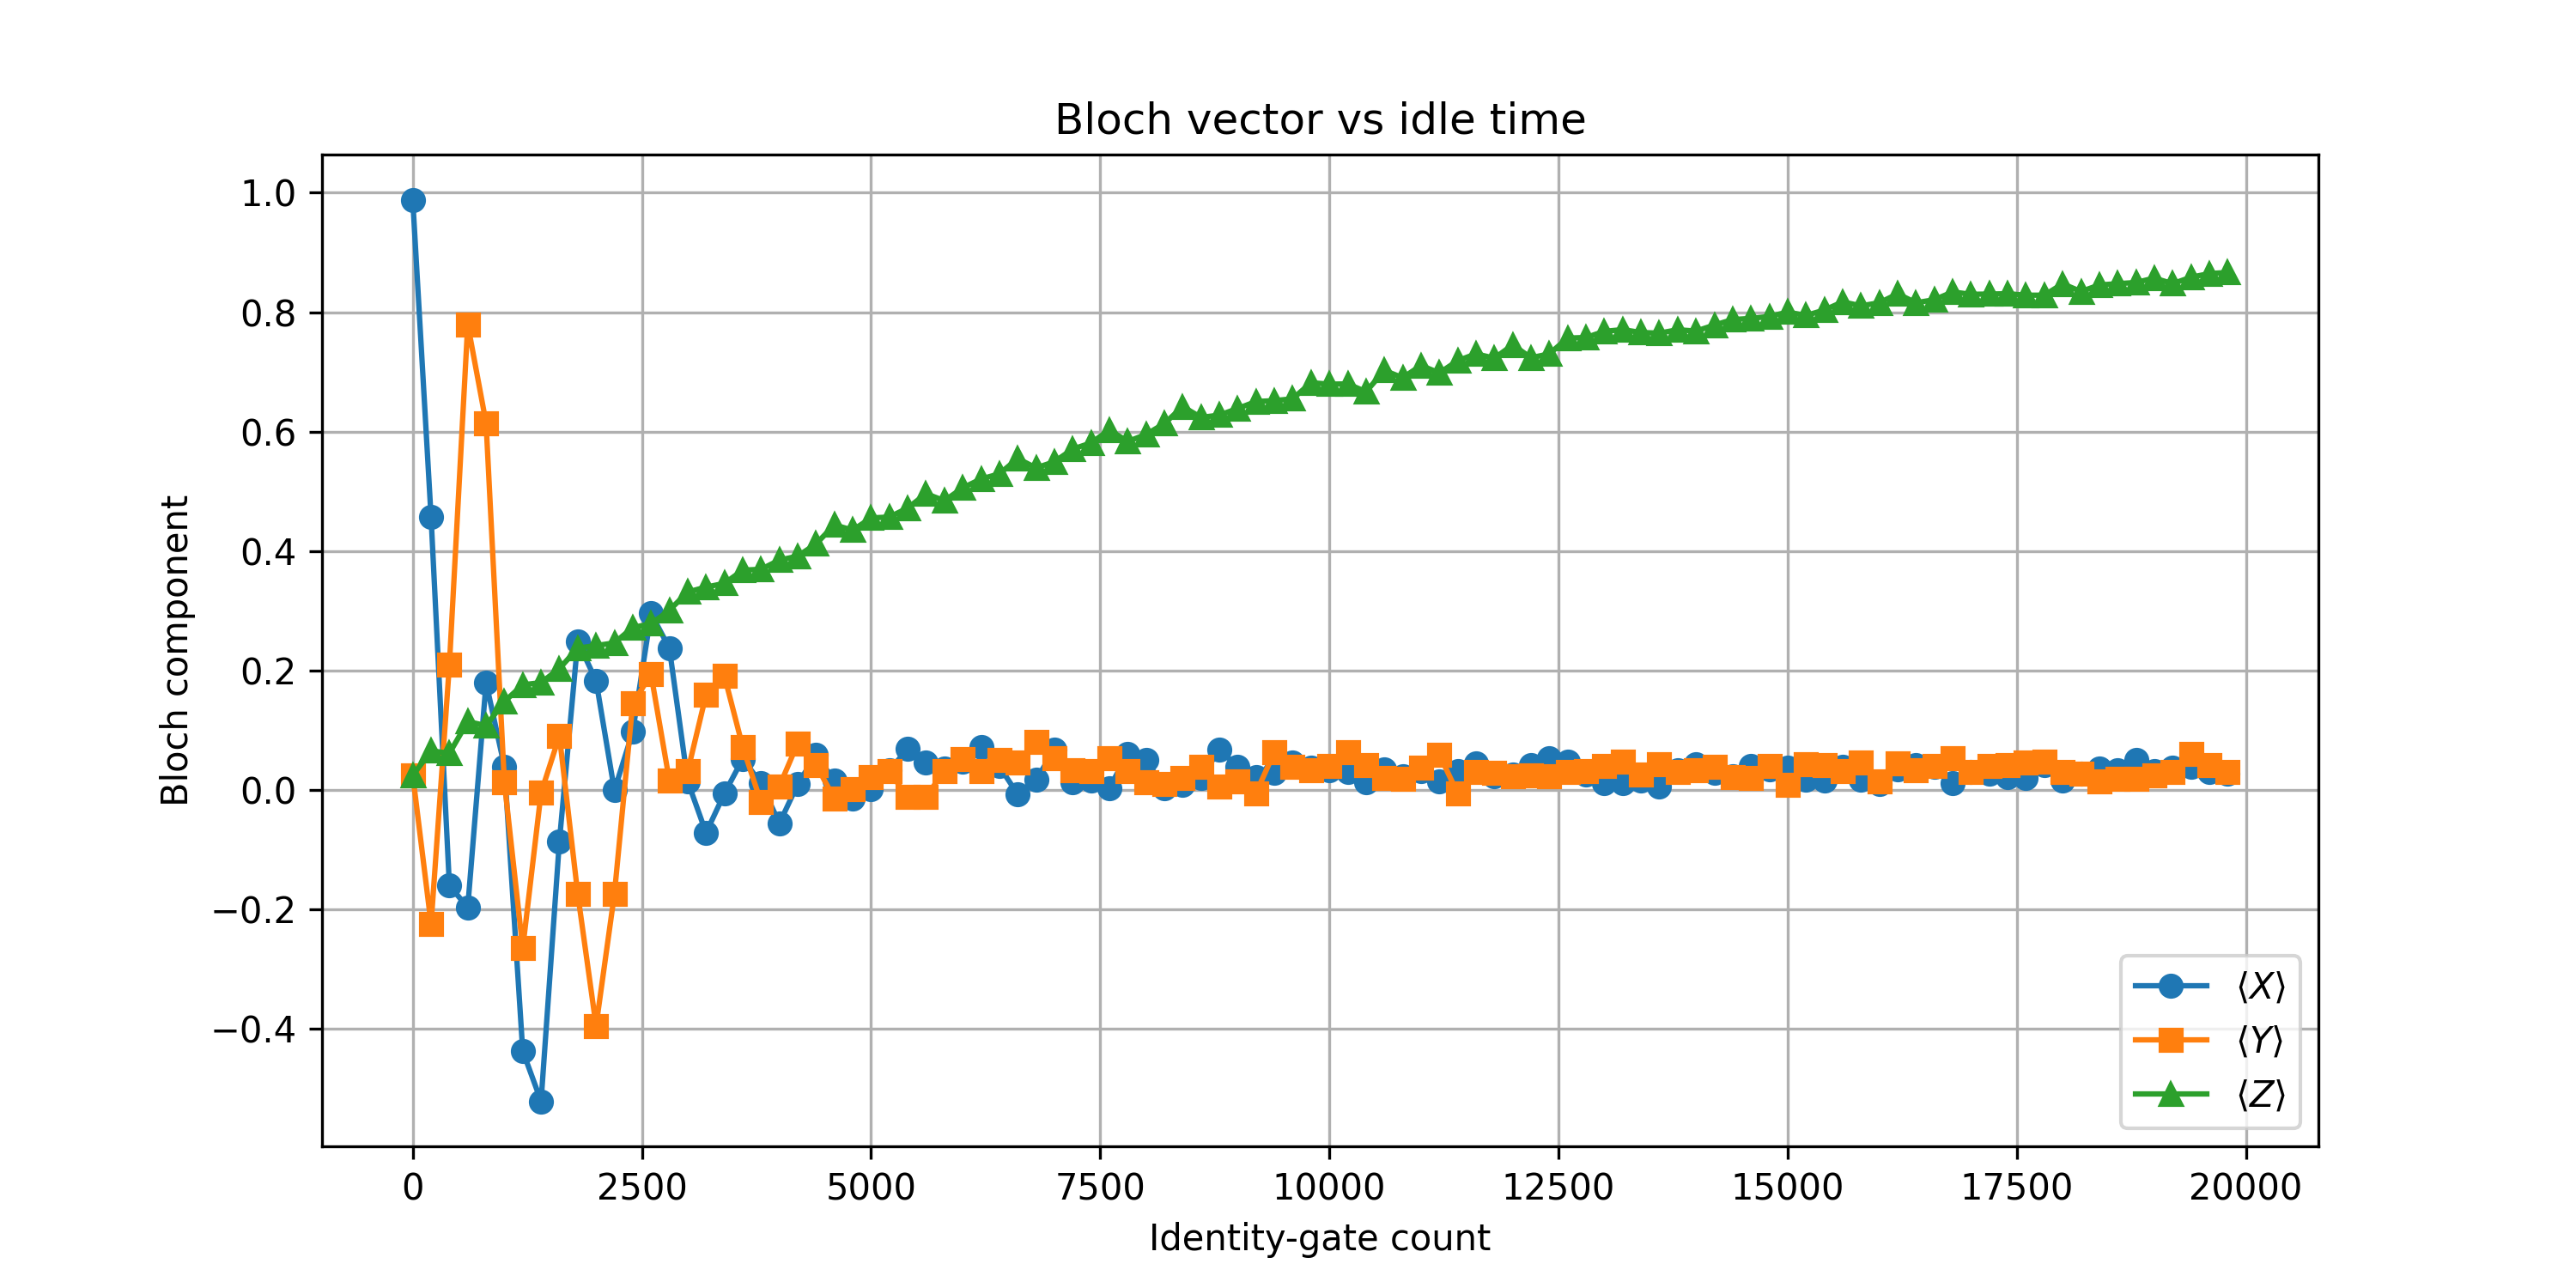 Bloch vector vs idle time
Bloch component
1.0
0.8
0.6
0.4
0.2
0.0
−0.2
−0.4
0 2500 5000 7500 10000 12500 15000 17500 20000
Identity-gate count
⟨X⟩
⟨Y⟩
⟨Z⟩